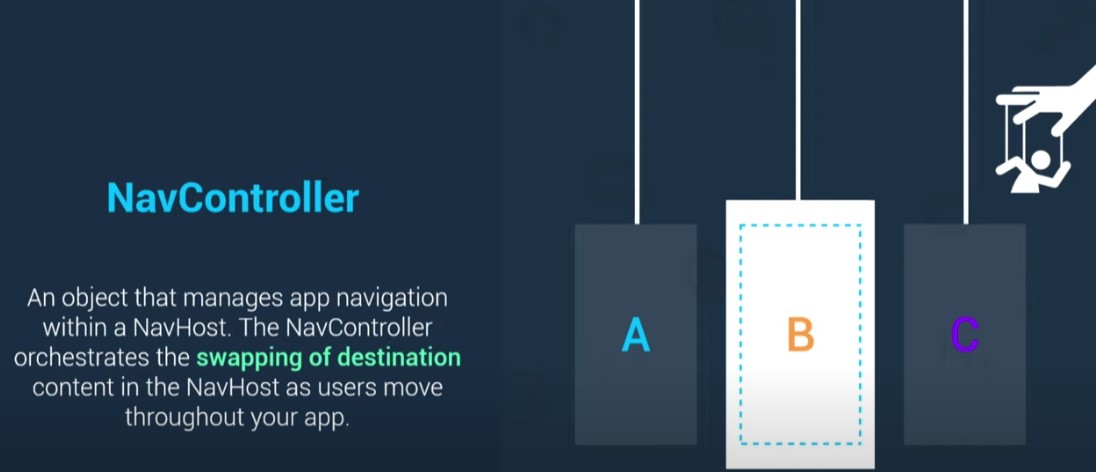 NavController
An object that manages app navigation
within a NavHost. The NavController
orchestrates the swapping of destination
content in the NavHost as users move
throughout your app.
A
B
C